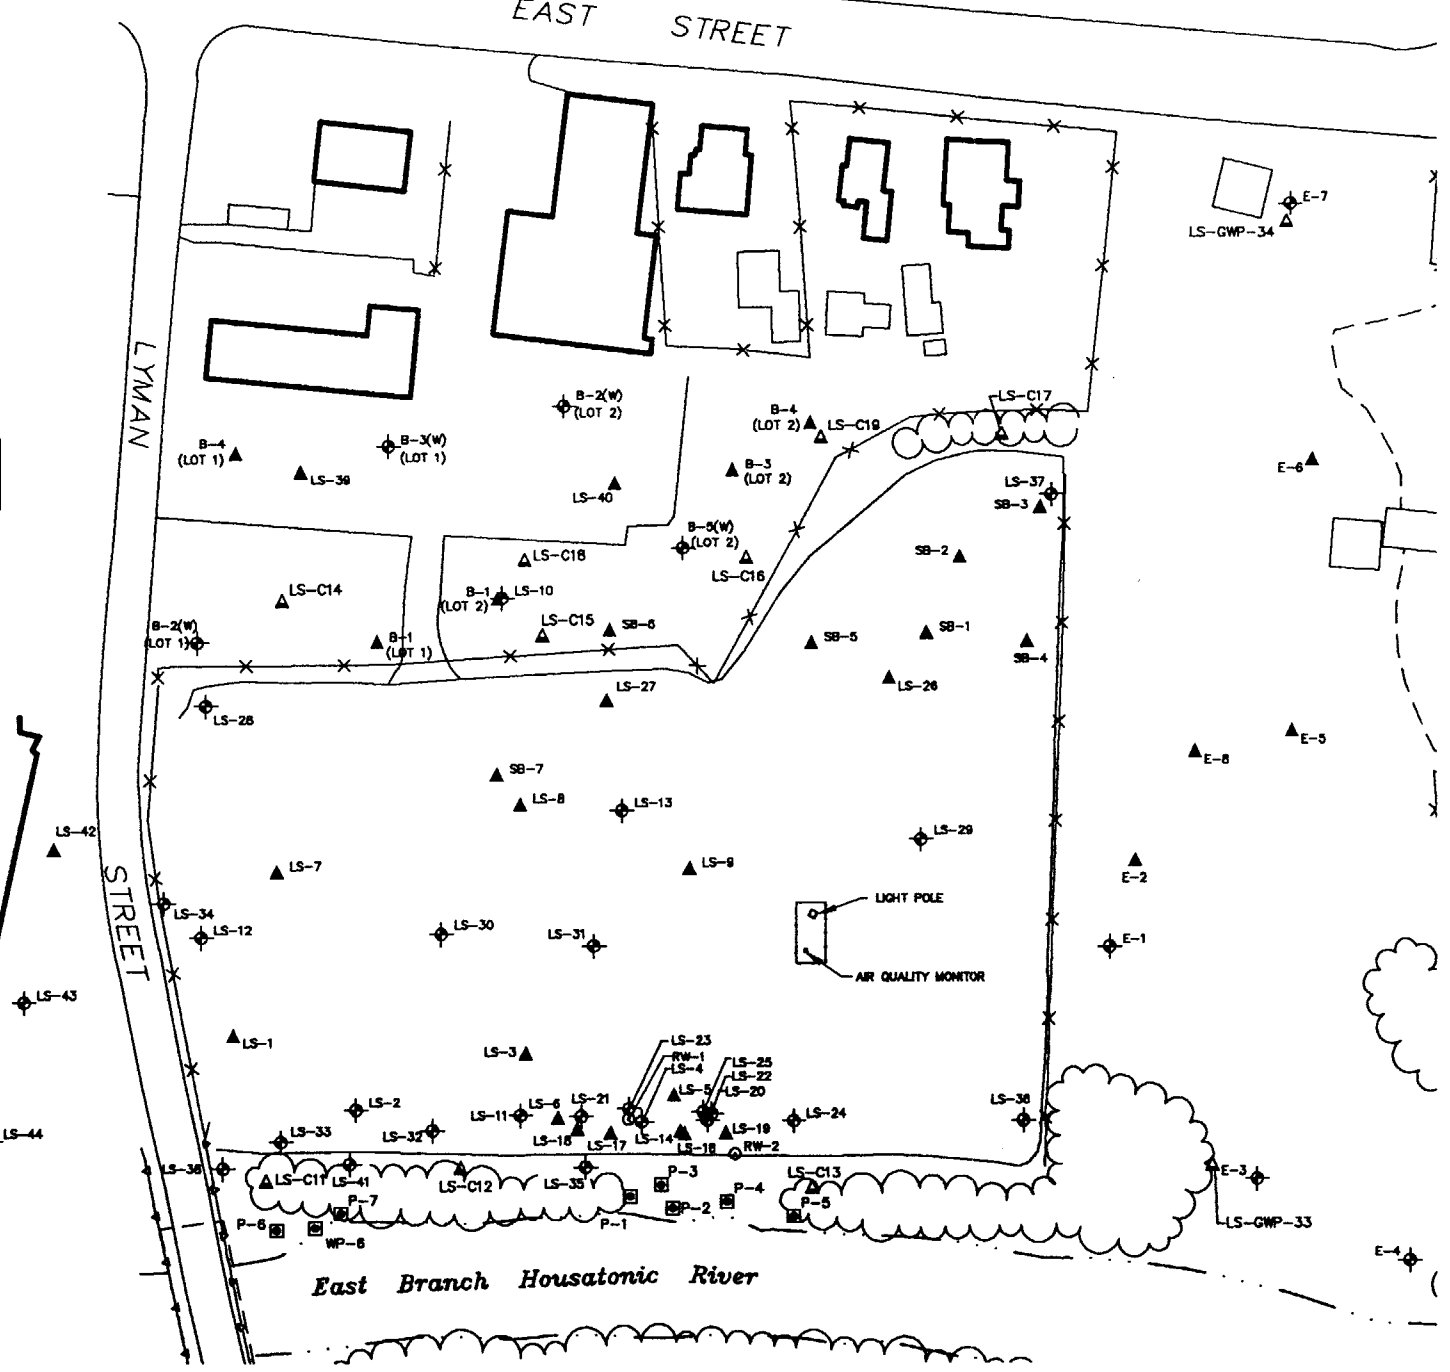 EAST STREET
E-7
LS-GWP-34
LYMAN
B-2(W)
(LOT 2)
LS-C17
B-4
(LOT 2)
LS-C19
B-4
(LOT 1)
B-3(W)
(LOT 1)
E-6
B-3
(LOT 2)
LS-39
LS-37
LS-40
SB-3
B-5(W)
(LOT 2)
SB-2
LS-C18
LS-C16
LS-C14
B-1
(LOT 2)
LS-10
B-2(W)
(LOT 1)
LS-C15
SB-6
SB-5
SB-1
B-1
(LOT 1)
SB-4
LS-26
LS-27
LS-28
E-5
E-8
SB-7
LS-8
LS-13
LS-42
LS-29
LS-7
LS-9
E-2
STREET
LIGHT POLE
LS-34
LS-12
LS-30
LS-31
E-1
AIR QUALITY MONITOR
LS-43
LS-1
LS-23
LS-3
RW-1
LS-25
LS-4
LS-22
LS-5
LS-20
LS-2
LS-11
LS-6
LS-21
LS-24
LS-38
LS-44
LS-33
LS-32
LS-18
LS-17
LS-14
LS-16
LS-19
RW-2
LS-36
LS-C11
LS-41
LS-C12
LS-35
P-3
LS-C13
E-3
P-7
P-4
P-6
WP-6
P-1
P-2
P-5
LS-GWP-33
E-4
East Branch Housatonic River